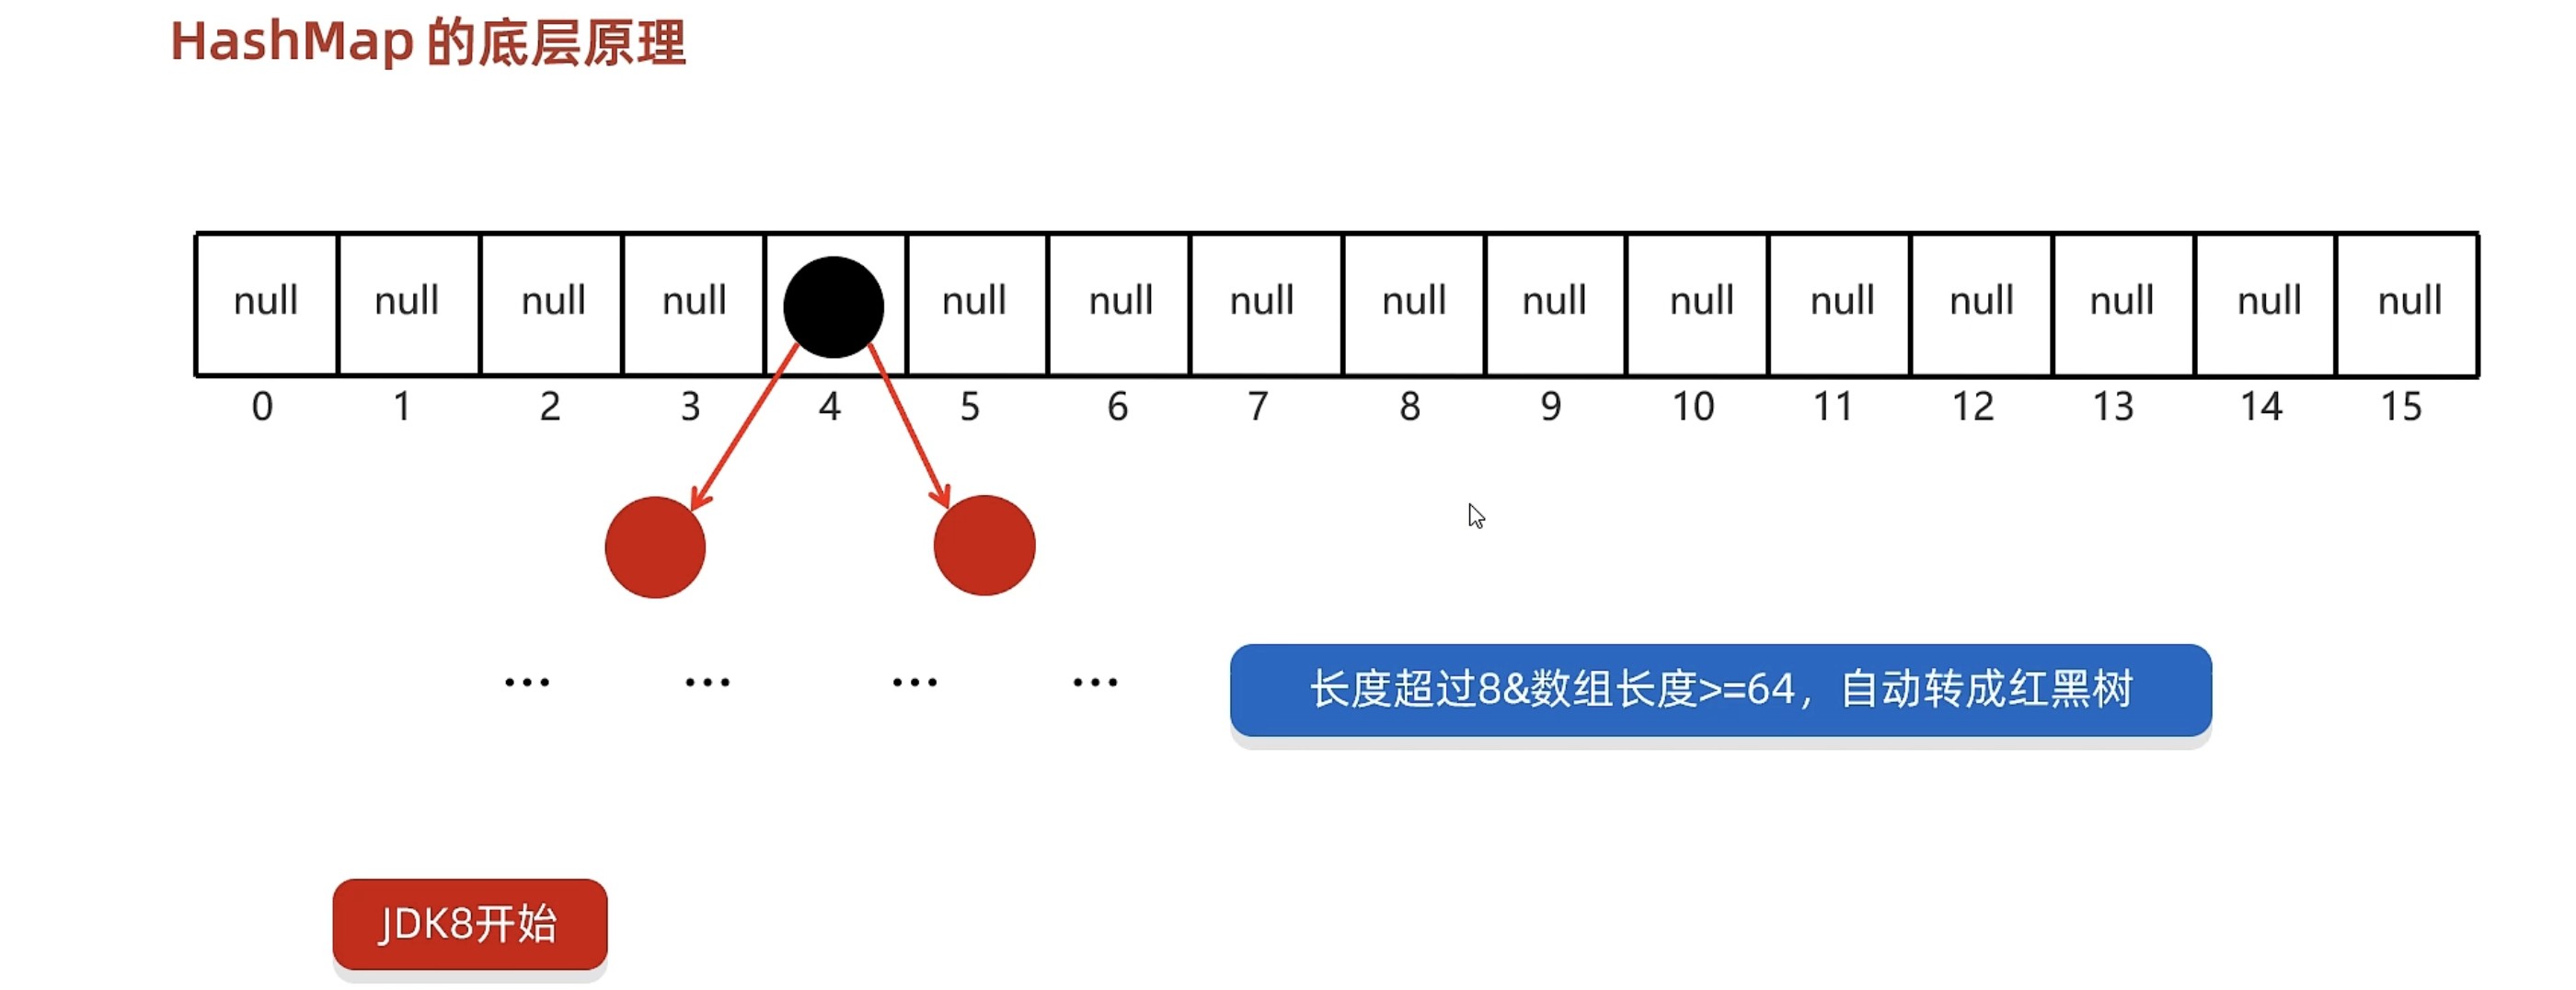 HashMap 的底层原理
null null null null null null null null null null null null null null null
0 1 2 3 4 5 6 7 8 9 10 11 12 13 14 15
... ... ... ...
长度超过8&数组长度>=64，自动转成红黑树
JDK8开始